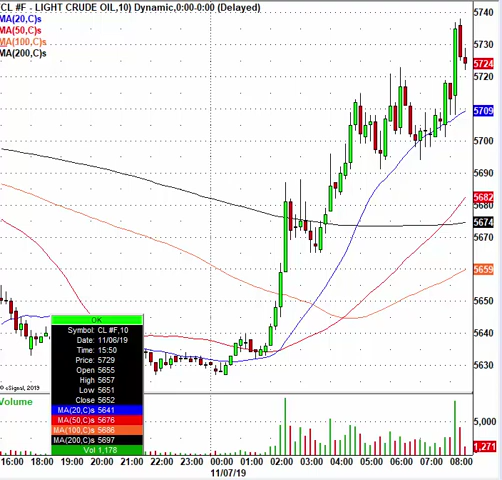 CL #F - LIGHT CRUDE OIL,10) Dynamic,0:00-0:00 (Delayed)
MA(20,C)s
MA(50,C)s
MA(100,C)s
MA(200,C)s
5740
5730
5724
5720
5709
5700
5690
5682
5680
5674
5659
5650
5640
5630
OK
Symbol: CL #F,10
Date: 11/06/19
Time: 15:50
Price: 5729
Open 5655
High 5657
Low 5651
Close 5652
MA(20,C)s 5641
MA(50,C)s 5676
MA(100,C)s 5686
MA(200,C)s 5697
Vol 1,178
© eSignal, 2019
Volume
5,000
1,271
16:00 18:00 19:00 20:00 21:00 22:00 23:00 00:00 01:00 02:00 03:00 04:00 05:00 06:00 07:00 08:00
11/07/19